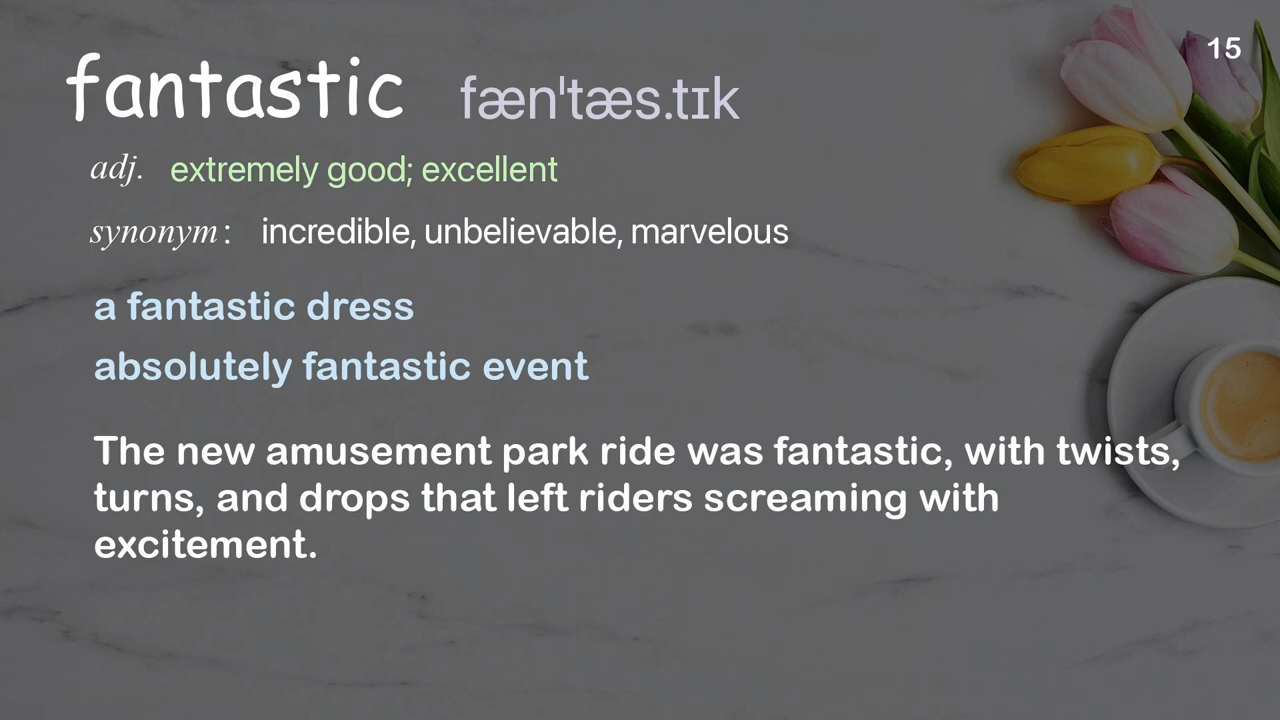 15
fantastic fæn'tæs.tɪk
adj. extremely good; excellent
synonym: incredible, unbelievable, marvelous
a fantastic dress
absolutely fantastic event
The new amusement park ride was fantastic, with twists,
turns, and drops that left riders screaming with
excitement.